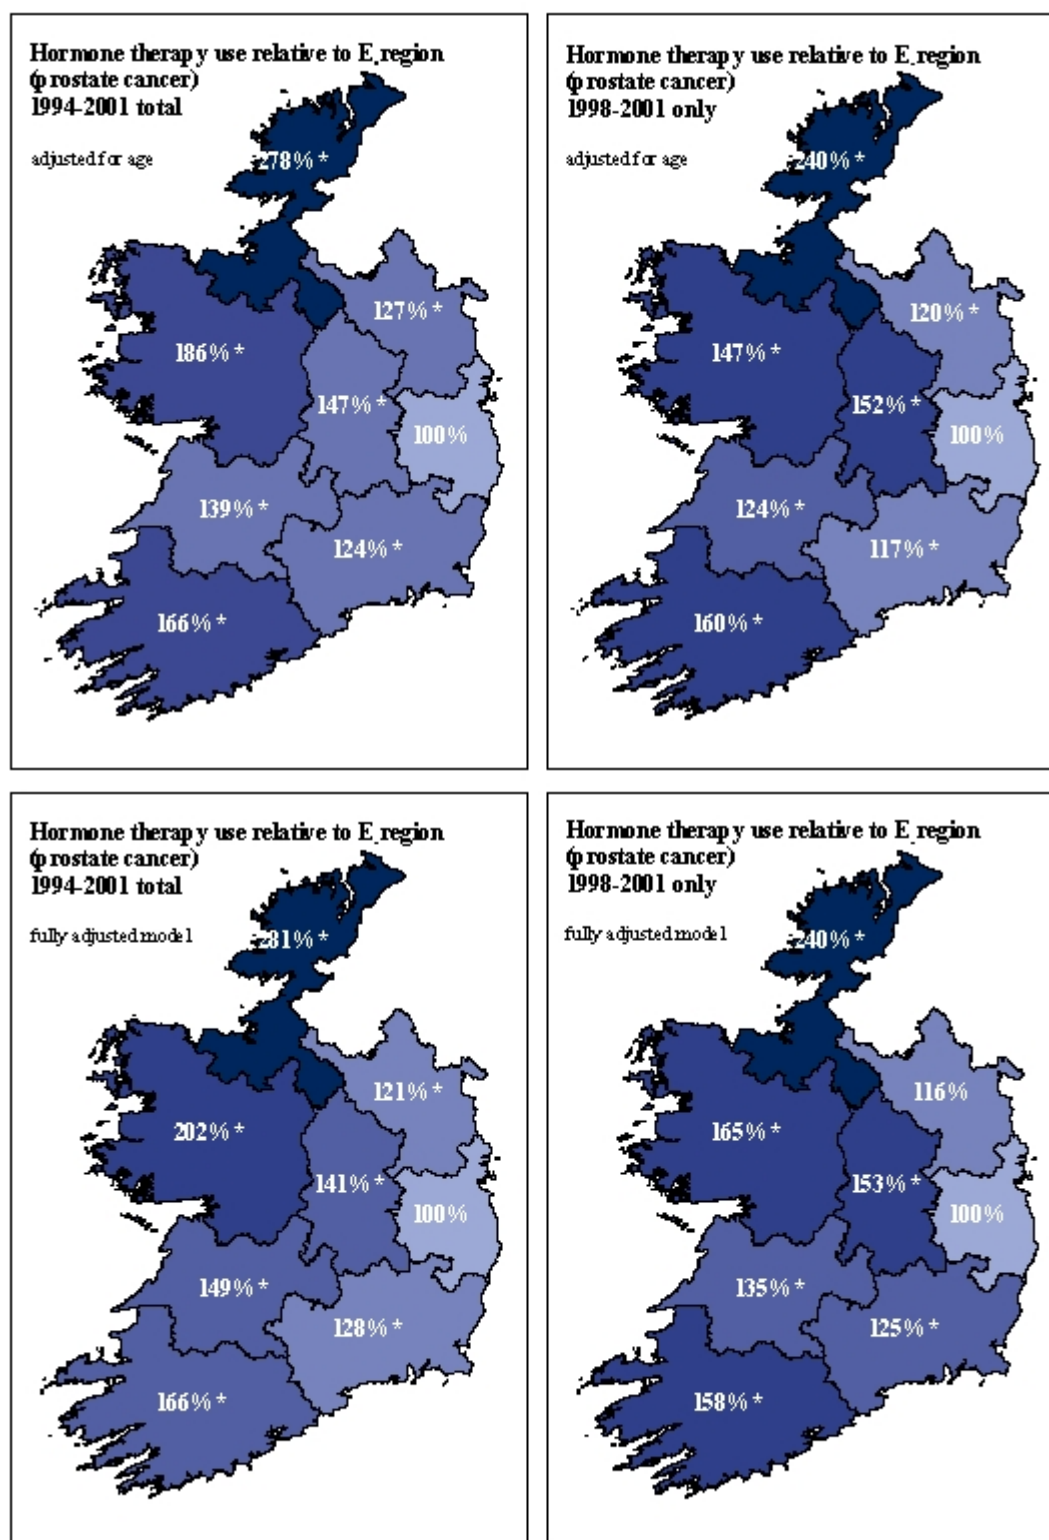 Hormone therapy use relative to E.region
(prostate cancer)
1994-2001 total
adjusted for age
278% *
127% *
186% *
147% *
100%
139% *
124% *
166% *
Hormone therapy use relative to E.region
(prostate cancer)
1998-2001 only
adjusted for age
240% *
120% *
147% *
152% *
100%
124% *
117% *
160% *
Hormone therapy use relative to E.region
(prostate cancer)
1994-2001 total
fully adjusted model
281% *
121% *
202% *
141% *
100%
149% *
128% *
166% *
Hormone therapy use relative to E.region
(prostate cancer)
1998-2001 only
fully adjusted model
240% *
116%
165% *
153% *
100%
135% *
125% *
158% *